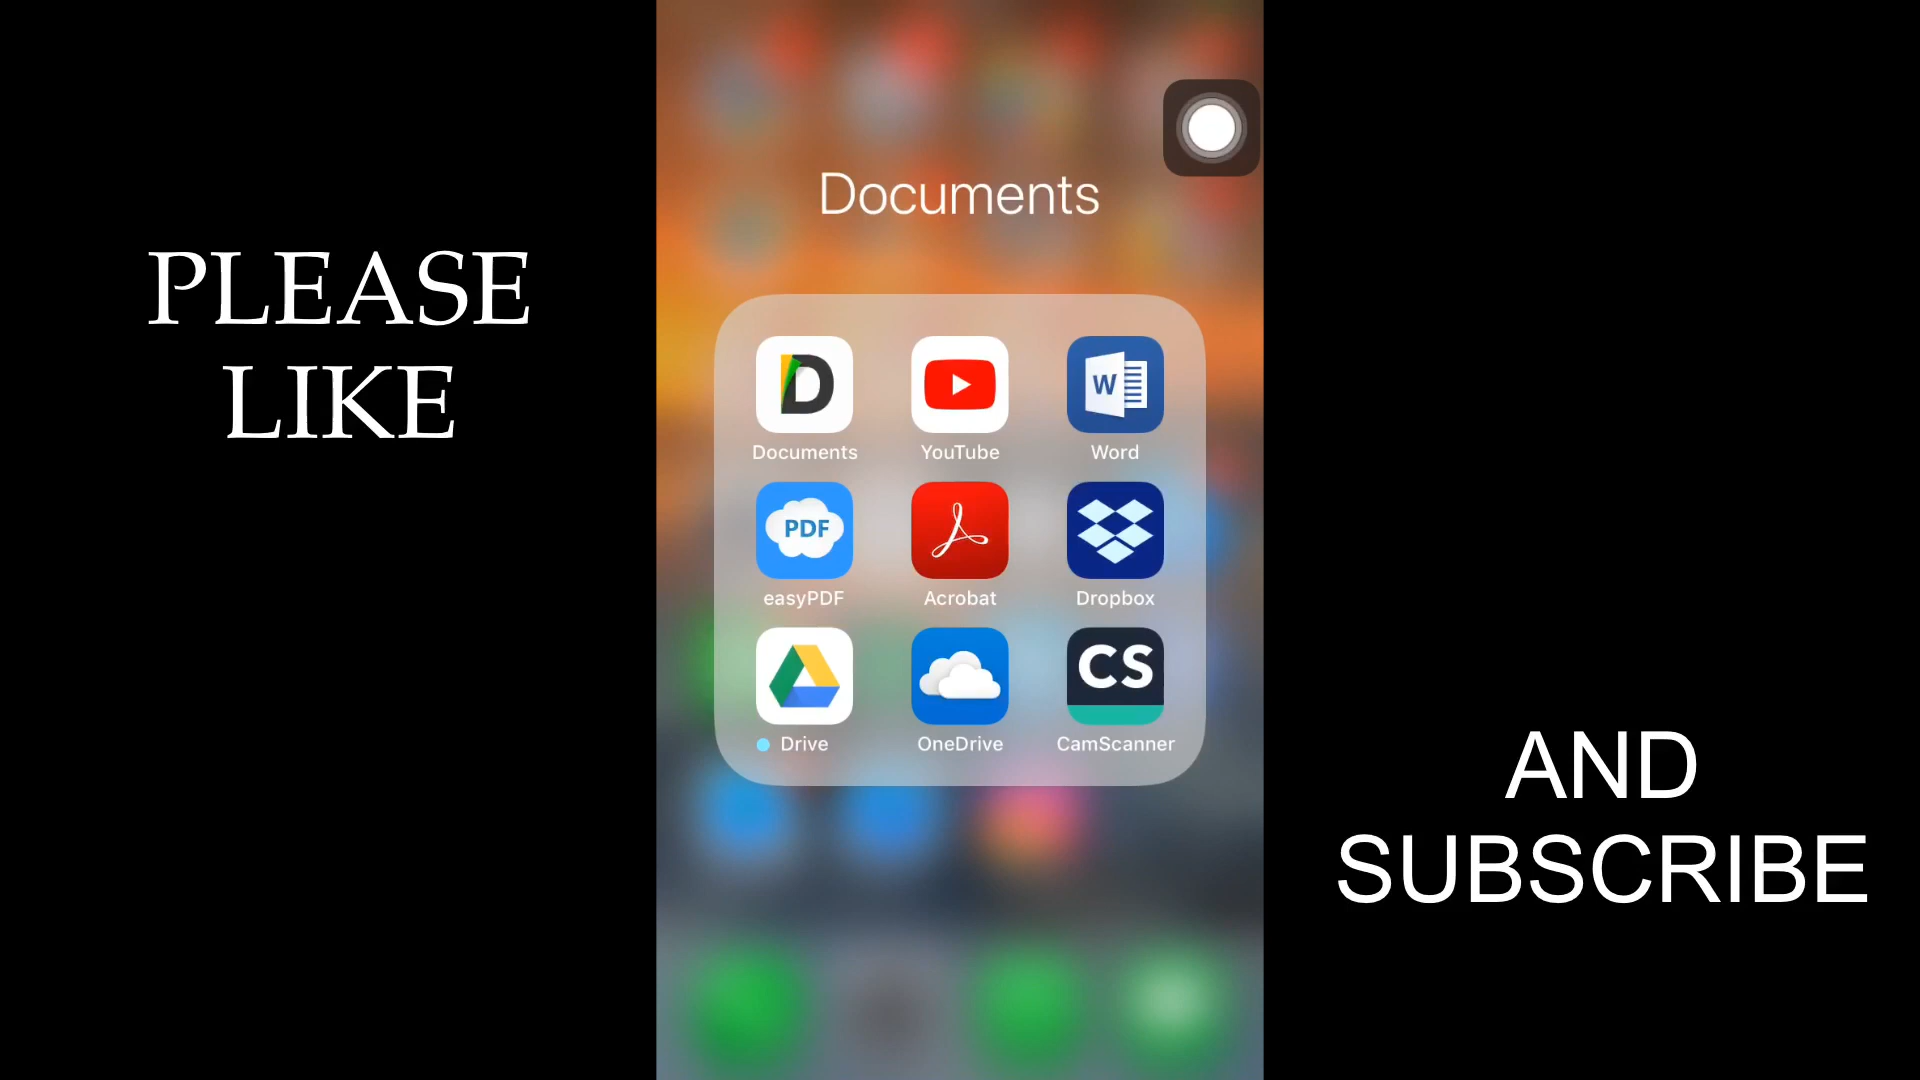 PLEASE
LIKE
Documents
D
Documents
YouTube
W
Word
PDF
easyPDF
Acrobat
Dropbox
Drive
OneDrive
CS
CamScanner
AND
SUBSCRIBE